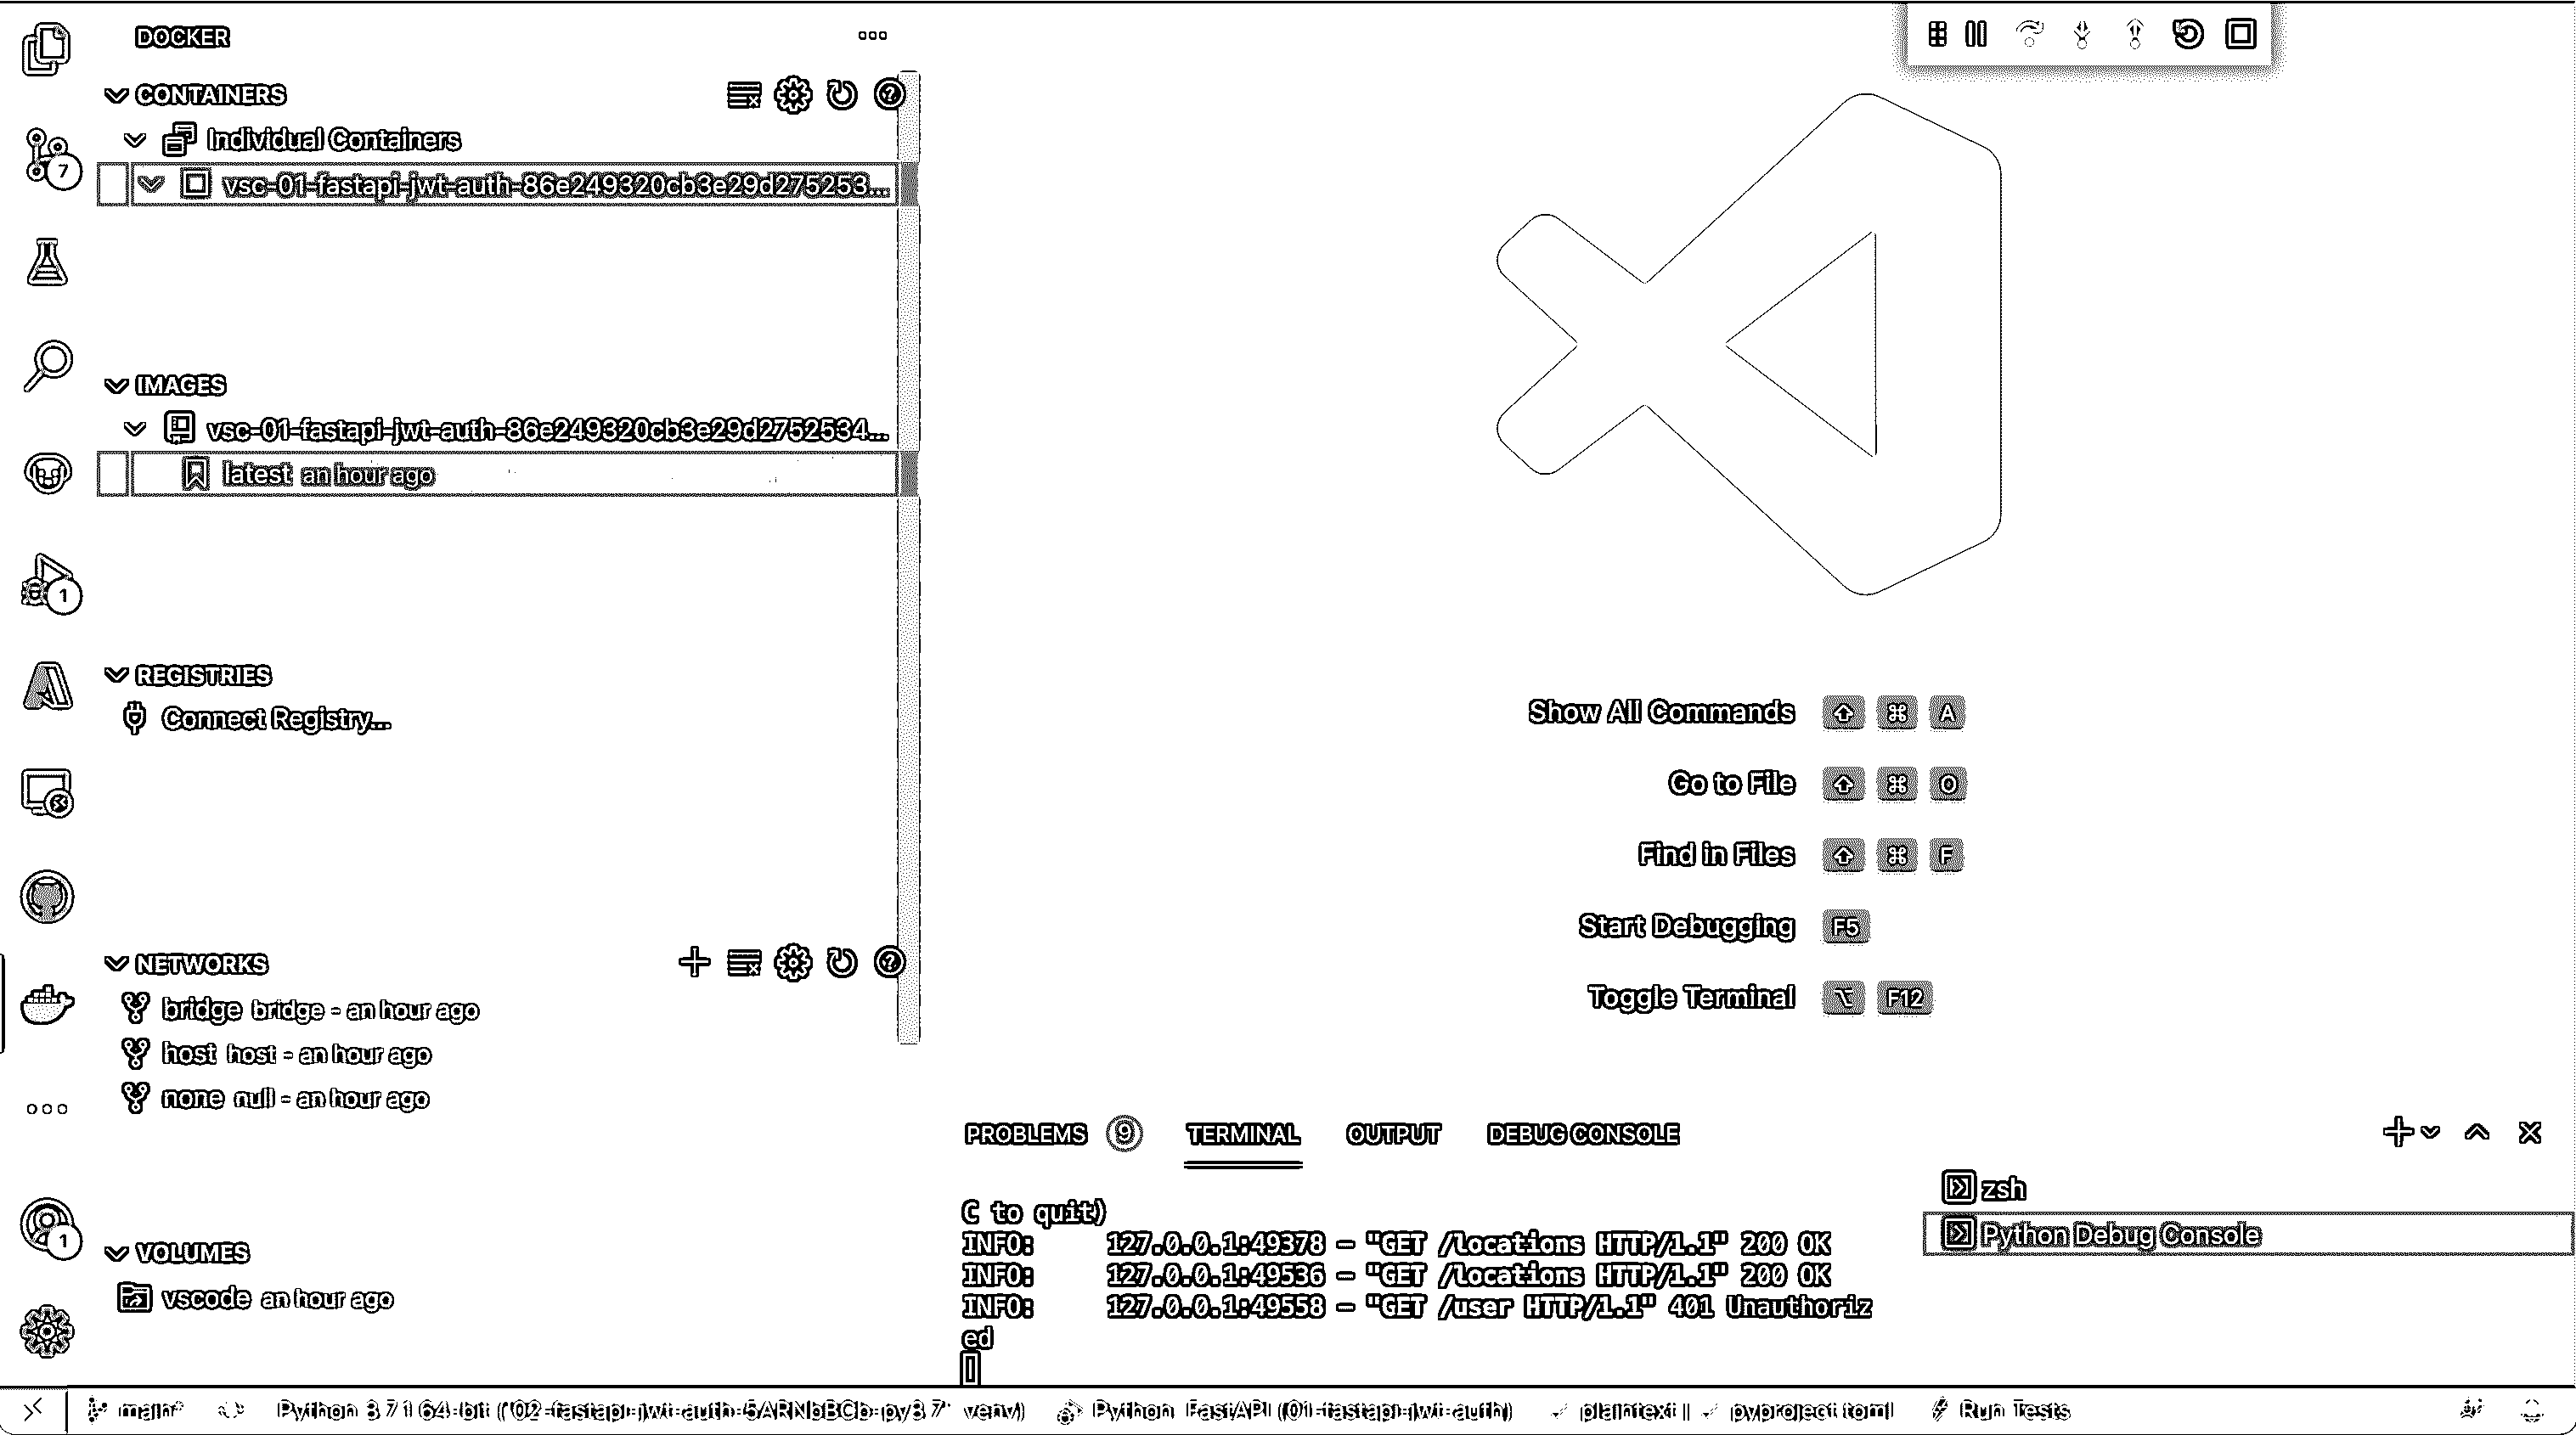 DOCKER
CONTAINERS
Individual Containers
vsc-01-fastapi-jwt-auth-86e249320cb3e29d275253...
7
IMAGES
vsc-01-fastapi-jwt-auth-86e249320cb3e29d2752534...
latest an hour ago
1
REGISTRIES
Connect Registry...
NETWORKS
bridge bridge - an hour ago
host host - an hour ago
none null - an hour ago
VOLUMES
vscode an hour ago
1
Show All Commands ⇧ ⌘ A
Go to File ⇧ ⌘ O
Find in Files ⇧ ⌘ F
Start Debugging F5
Toggle Terminal ⌥ F12
PROBLEMS 9 TERMINAL OUTPUT DEBUG CONSOLE
C to quit)
INFO: 127.0.0.1:49378 - "GET /locations HTTP/1.1" 200 OK
INFO: 127.0.0.1:49536 - "GET /locations HTTP/1.1" 200 OK
INFO: 127.0.0.1:49558 - "GET /user HTTP/1.1" 401 Unauthoriz
ed
zsh
Python Debug Console
main* Python 3.7.1 64-bit ('02-fastapi-jwt-auth-5ARNbBCb-py3.7': venv) Python: FastAPI (01-fastapi-jwt-auth) plaintext | pyproject.toml Run Tests